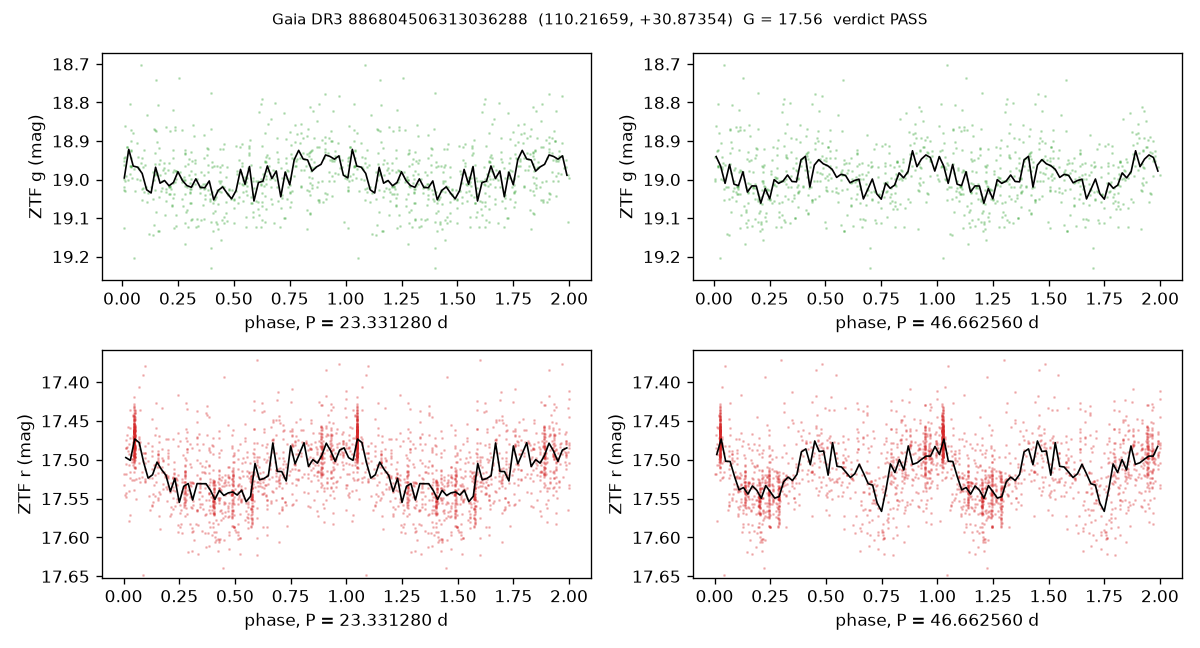 Gaia DR3 886804506313036288 (110.21659, +30.87354) G = 17.56 verdict PASS
ZTF g (mag)
18.7
18.8
18.9
19.0
19.1
19.2
0.00 0.25 0.50 0.75 1.00 1.25 1.50 1.75 2.00
phase, P = 23.331280 d
ZTF g (mag)
18.7
18.8
18.9
19.0
19.1
19.2
0.00 0.25 0.50 0.75 1.00 1.25 1.50 1.75 2.00
phase, P = 46.662560 d
ZTF r (mag)
17.40
17.45
17.50
17.55
17.60
17.65
0.00 0.25 0.50 0.75 1.00 1.25 1.50 1.75 2.00
phase, P = 23.331280 d
ZTF r (mag)
17.40
17.45
17.50
17.55
17.60
17.65
0.00 0.25 0.50 0.75 1.00 1.25 1.50 1.75 2.00
phase, P = 46.662560 d